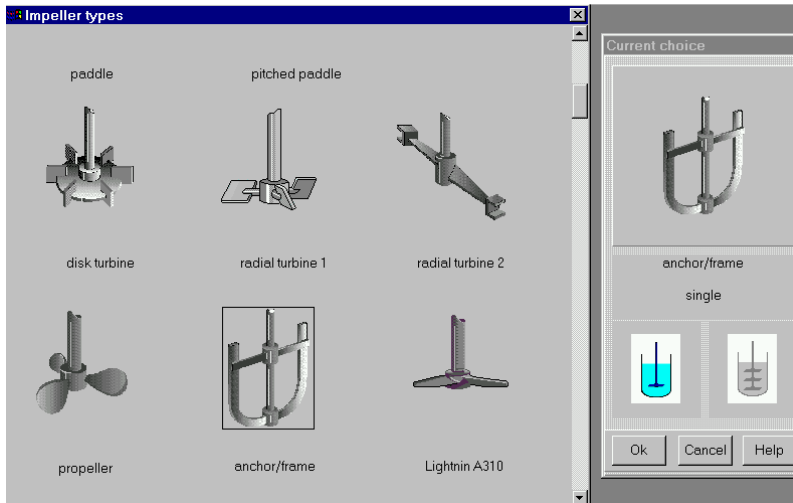 Impeller types
paddle pitched paddle
disk turbine radial turbine 1 radial turbine 2
propeller anchor/frame Lightnin A310
Current choice
anchor/frame
single
Ok Cancel Help